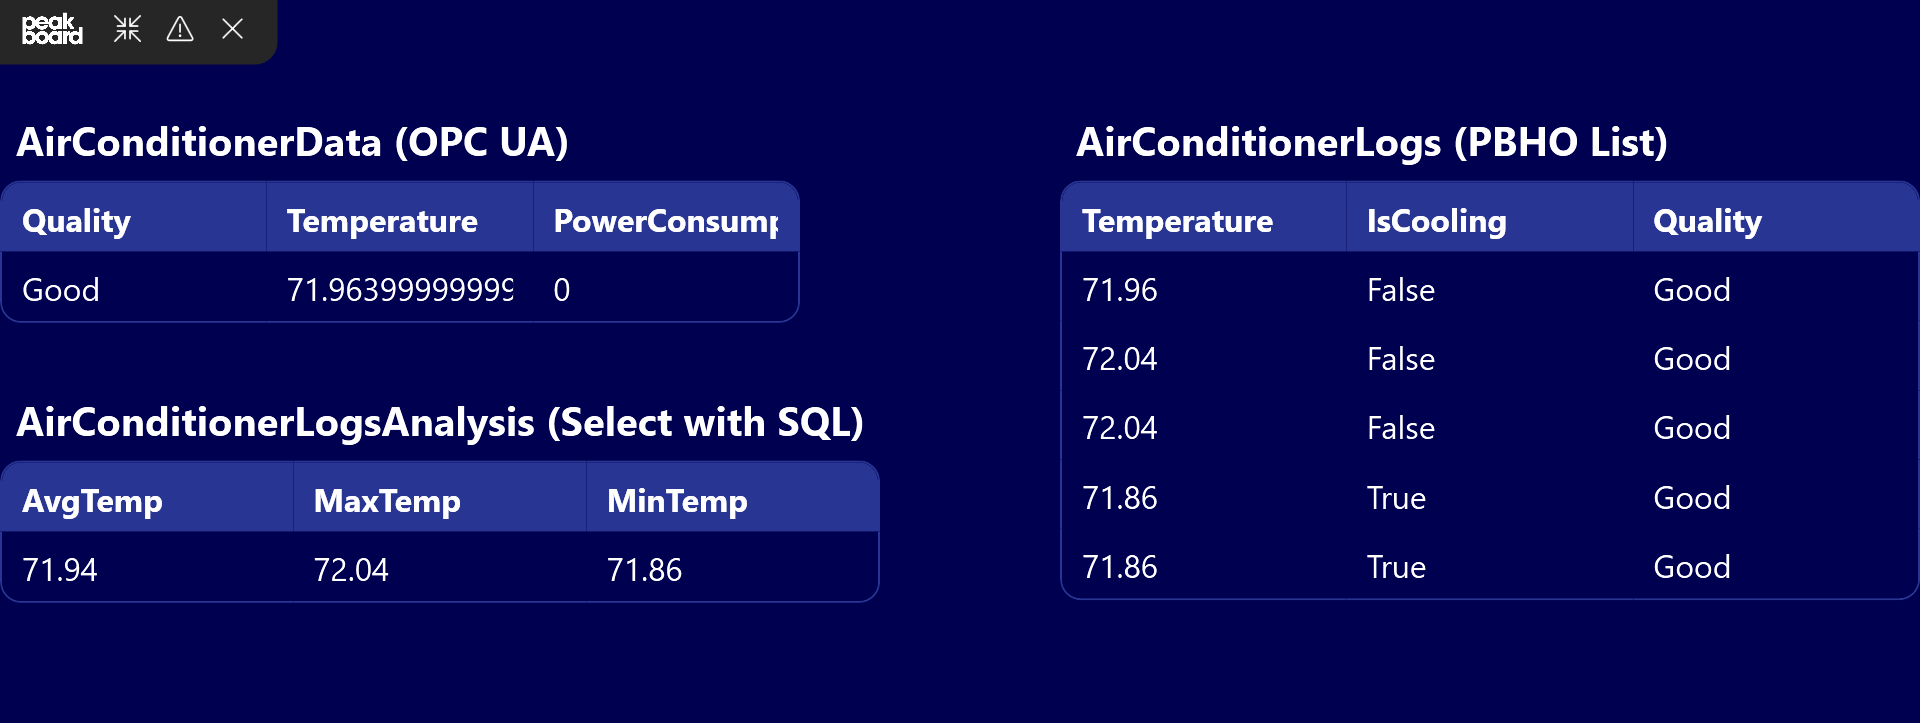 peak
board
AirConditionerData (OPC UA)
Quality Temperature PowerConsump
Good 71.96399999999 0
AirConditionerLogsAnalysis (Select with SQL)
AvgTemp MaxTemp MinTemp
71.94 72.04 71.86
AirConditionerLogs (PBHO List)
Temperature IsCooling Quality
71.96 False Good
72.04 False Good
72.04 False Good
71.86 True Good
71.86 True Good